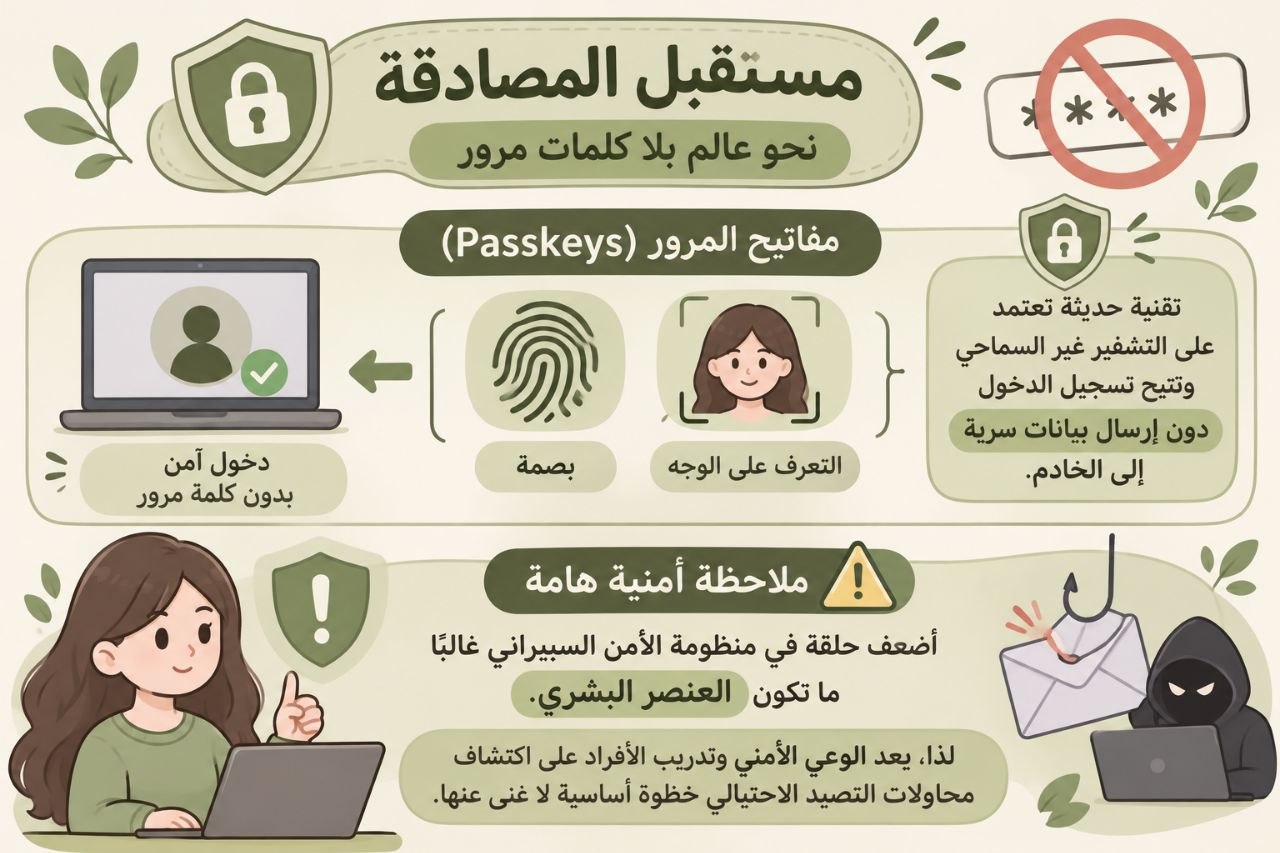 مستقبل المصادقة
نحو عالم بلا كلمات مرور
****
مفاتيح المرور (Passkeys)
تقنية حديثة تعتمد
على التشفير غير السماحي
وتتيح تسجيل الدخول
دون إرسال بيانات سرية
إلى الخادم.
التعرف على الوجه
بصمة
دخول آمن
بدون كلمة مرور
ملاحظة أمنية هامة
أضعف حلقة في منظومة الأمن السبيراني غالبًا
ما تكون العنصر البشري.
لذا، يعد الوعي الأمني وتدريب الأفراد على اكتشاف
محاولات التصيد الاحتيالي خظوة أساسية لا غنى عنها.